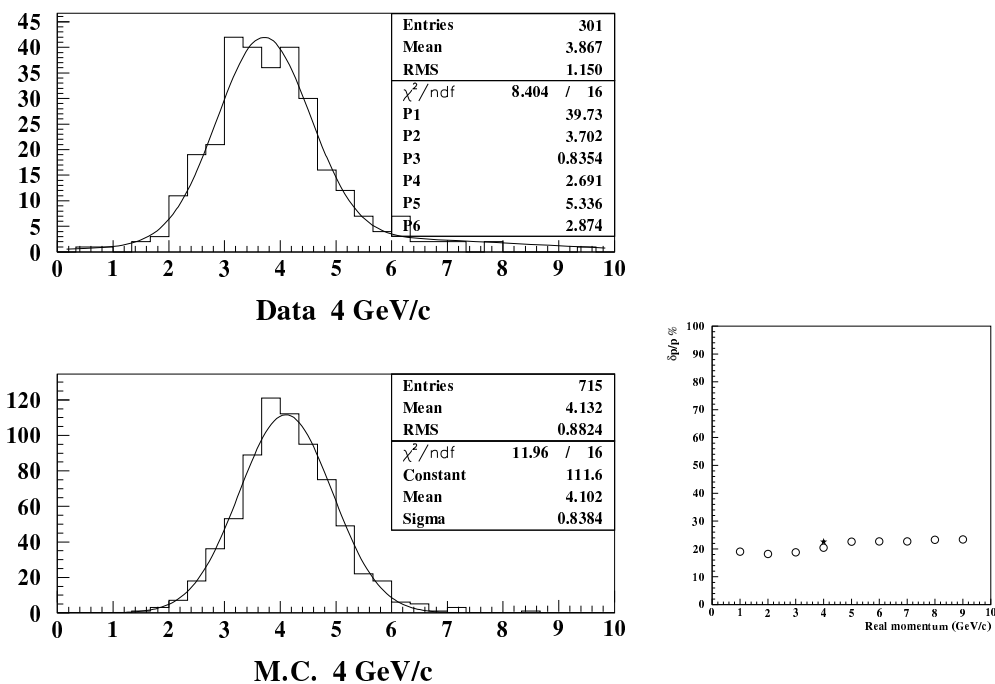 45
40
35
30
25
20
15
10
5
0
Entries 301
Mean 3.867
RMS 1.150
χ²/ndf 8.404 / 16
P1 39.73
P2 3.702
P3 0.8354
P4 2.691
P5 5.336
P6 2.874
0 1 2 3 4 5 6 7 8 9 10
Data 4 GeV/c
120
100
80
60
40
20
0
Entries 715
Mean 4.132
RMS 0.8824
χ²/ndf 11.96 / 16
Constant 111.6
Mean 4.102
Sigma 0.8384
0 1 2 3 4 5 6 7 8 9 10
M.C. 4 GeV/c
δp/p %
100
90
80
70
60
50
40
30
20
10
0
0 1 2 3 4 5 6 7 8 9 10
Real momentum (GeV/c)